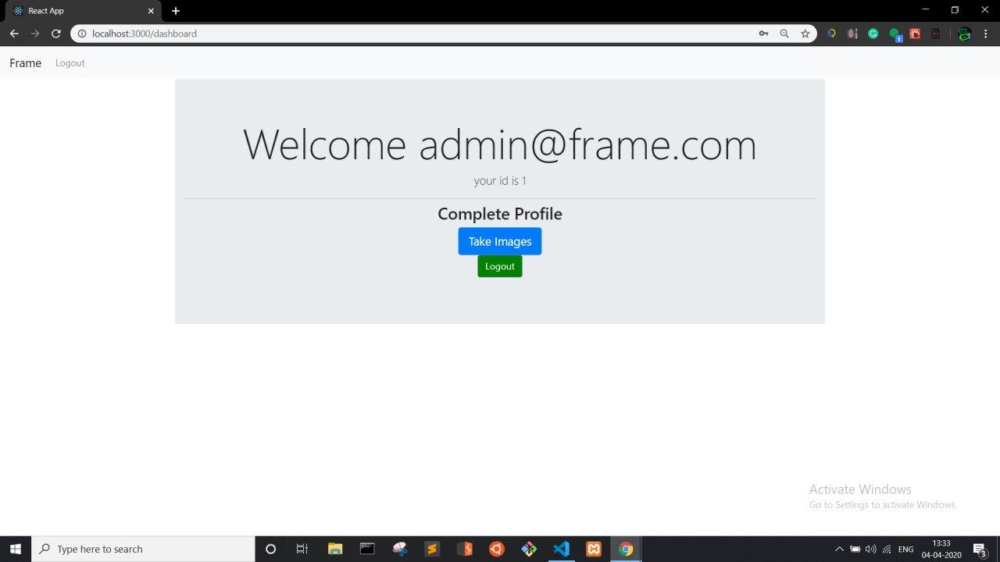 React App
localhost:3000/dashboard
1
Frame Logout
Welcome admin@frame.com
your id is 1
Complete Profile
Take Images
Logout
Activate Windows
Go to Settings to activate Windows.
Type here to search
ENG
13:33
04-04-2020
3